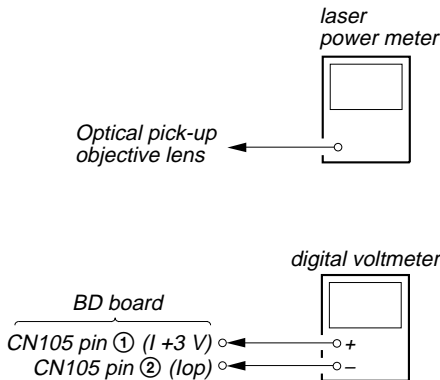 laser
power meter
Optical pick-up
objective lens
digital voltmeter
BD board
CN105 pin ① (I +3 V)
+
CN105 pin ② (Iop)
–